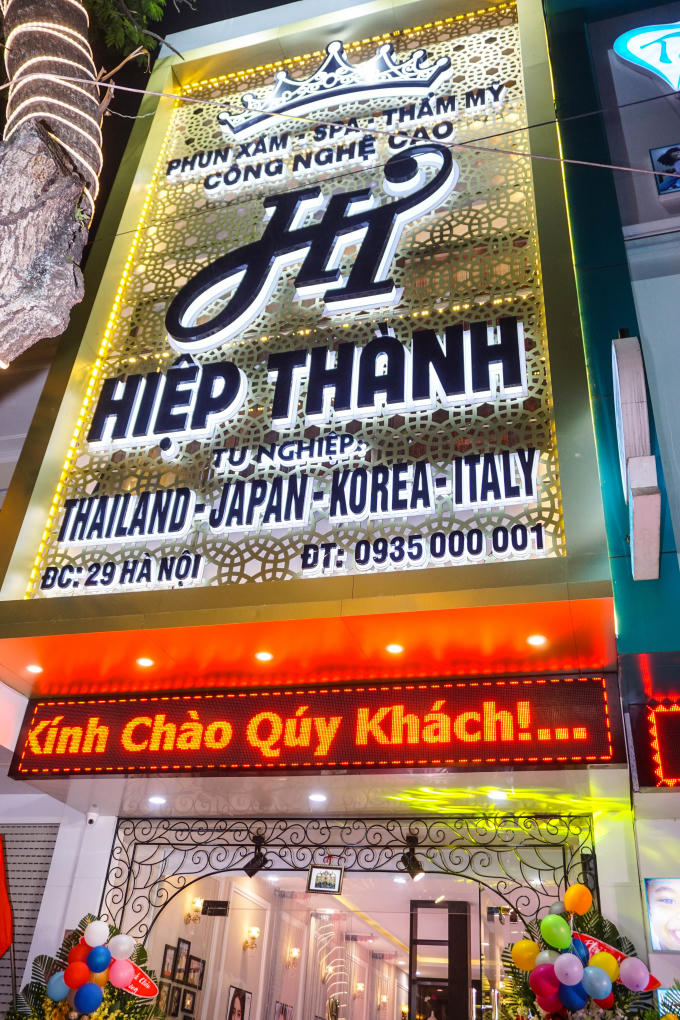 PHUN XĂM - SPA - THẨM MỸ
CÔNG NGHỆ CAO
HT
HIỆP THÀNH
TU NGHIỆP:
THAILAND - JAPAN - KOREA - ITALY
ĐC: 29 HÀ NỘI
ĐT: 0935 000 001
Kính Chào Qúy Khách!...